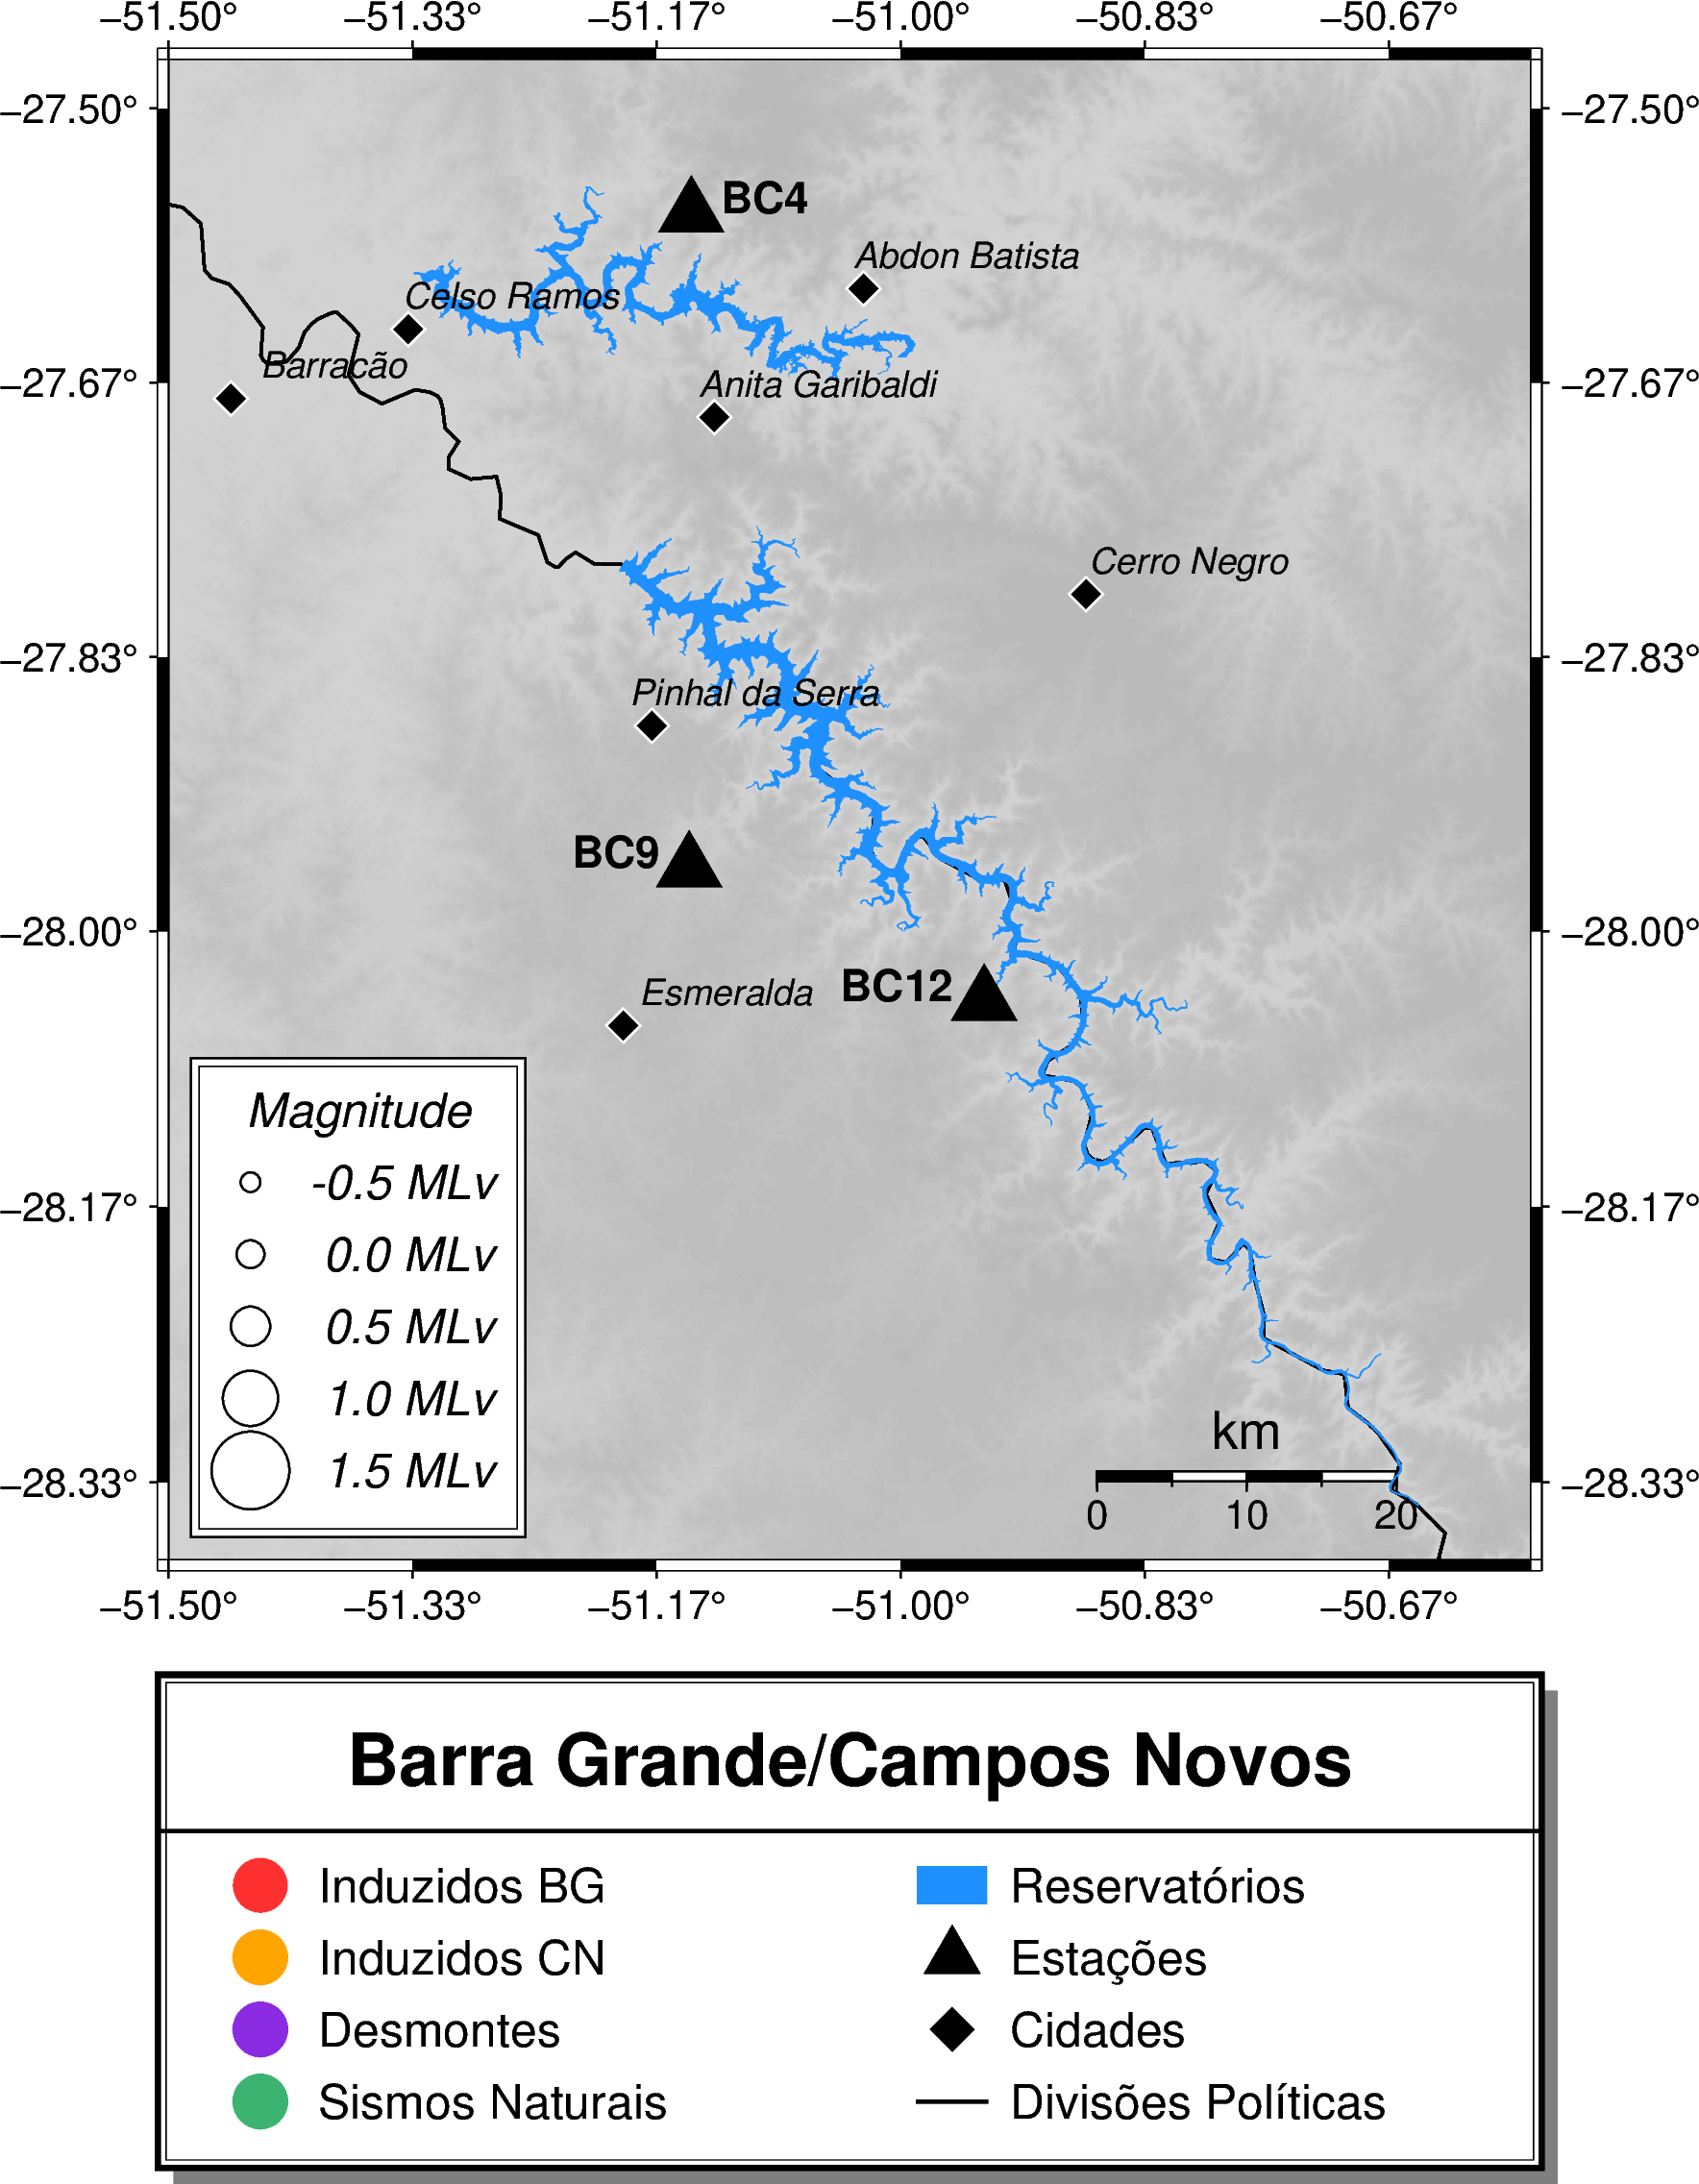 −51.50° −51.33° −51.17° −51.00° −50.83° −50.67°
−27.50° −27.50°
BC4
Abdon Batista
Celso Ramos
Barracão
−27.67° −27.67°
Anita Garibaldi
Cerro Negro
−27.83° −27.83°
Pinhal da Serra
BC9
−28.00° −28.00°
BC12
Esmeralda
Magnitude
-0.5 MLv
−28.17° −28.17°
0.0 MLv
0.5 MLv
1.0 MLv
km
1.5 MLv
−28.33° −28.33°
0 10 20
−51.50° −51.33° −51.17° −51.00° −50.83° −50.67°
Barra Grande/Campos Novos
Induzidos BG
Reservatórios
Induzidos CN
Estações
Desmontes
Cidades
Sismos Naturais
Divisões Políticas